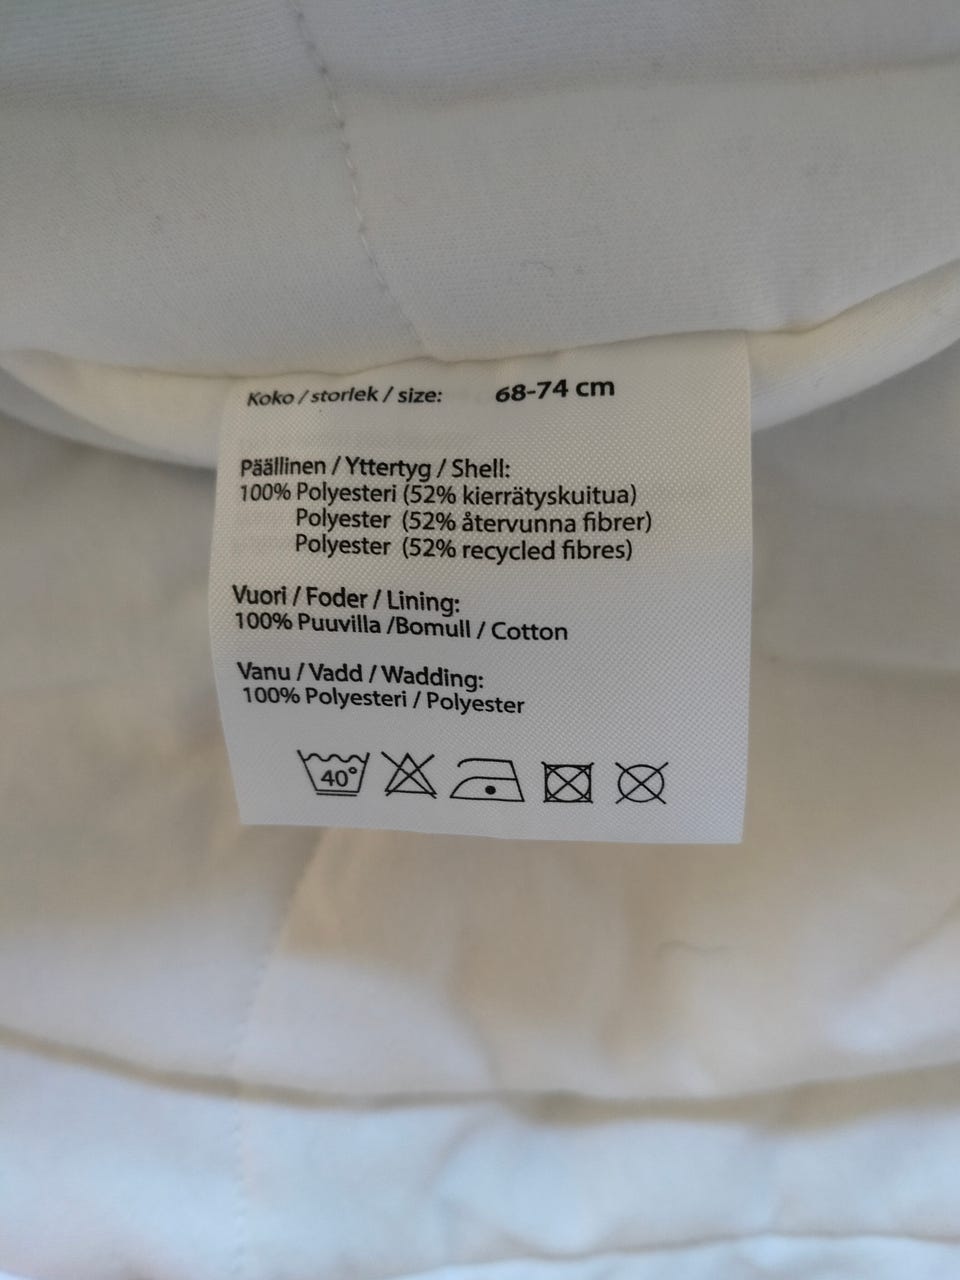 Koko / storlek / size: 68-74 cm
Päällinen / Yttertyg / Shell:
100% Polyesteri (52% kierrätyskuitua)
Polyester (52% återvunna fibrer)
Polyester (52% recycled fibres)
Vuori / Foder / Lining:
100% Puuvilla /Bomull / Cotton
Vanu / Vadd / Wadding:
100% Polyesteri / Polyester
40°